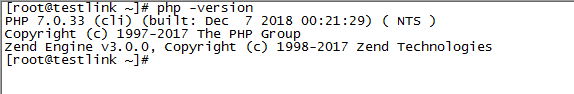 [root@testlink ~]# php -version
PHP 7.0.33 (cli) (built: Dec  7 2018 00:21:29) ( NTS )
Copyright (c) 1997-2017 The PHP Group
Zend Engine v3.0.0, Copyright (c) 1998-2017 Zend Technologies
[root@testlink ~]#